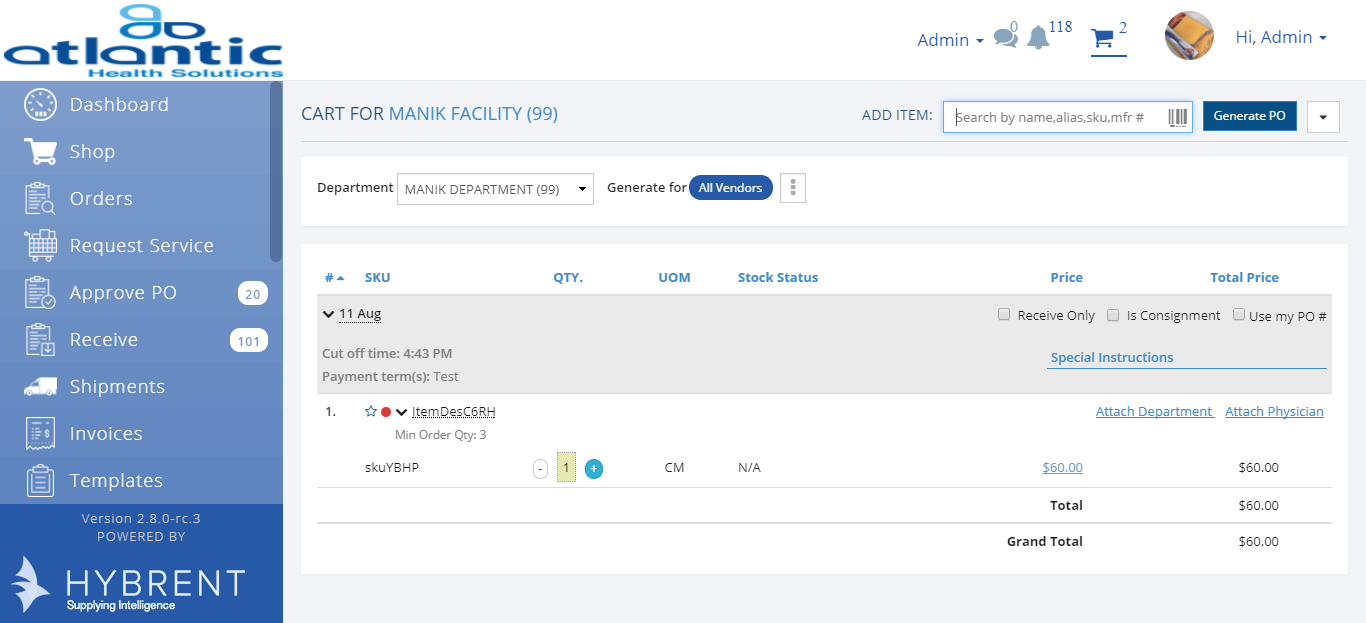 atlantic
Health Solutions
Admin
0
118
2
Hi, Admin
Dashboard
Shop
Orders
Request Service
Approve PO 20
Receive 101
Shipments
Invoices
Templates
Version 2.8.0-rc.3
POWERED BY
HYBRENT
Supplying Intelligence
CART FOR MANIK FACILITY (99)
ADD ITEM: Search by name,alias,sku,mfr # Generate PO
Department MANIK DEPARTMENT (99) Generate for All Vendors
# SKU QTY. UOM Stock Status Price Total Price
11 Aug Receive Only Is Consignment Use my PO #
Cut off time: 4:43 PM
Special Instructions
Payment term(s): Test
1. ItemDesC6RH Attach Department Attach Physician
Min Order Qty: 3
skuYBHP - 1 + CM N/A $60.00 $60.00
Total $60.00
Grand Total $60.00